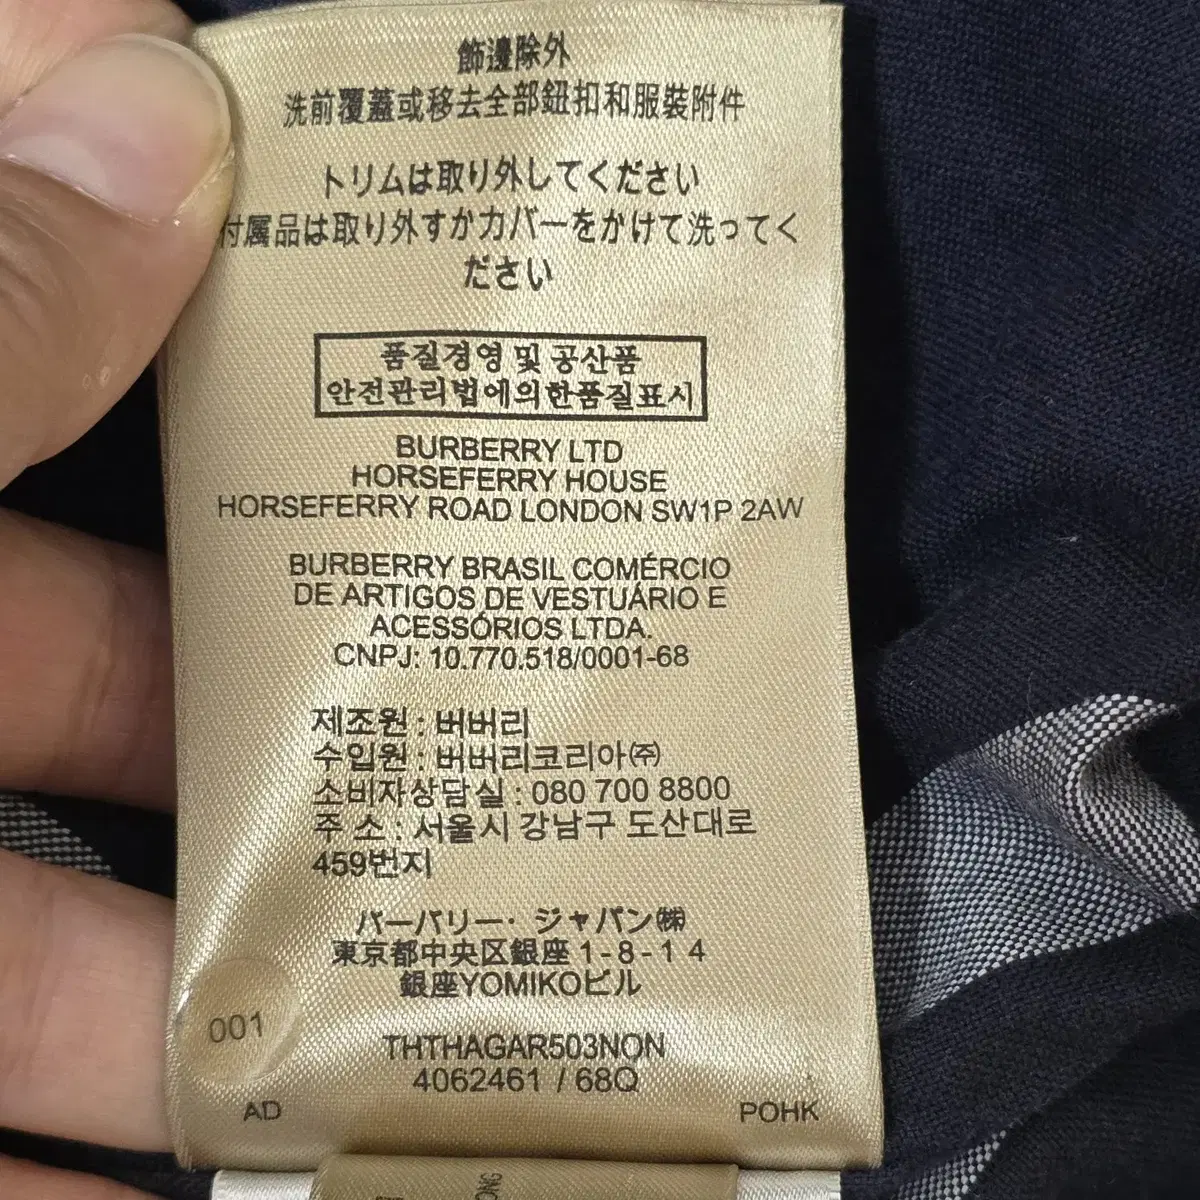 飾邊除外
洗前覆蓋或移去全部鈕扣和服裝附件
トリムは取り外してください
付属品は取り外すかカバーをかけて洗ってく
ださい
품질경영 및 공산품
안전관리법에의한품질표시
BURBERRY LTD
HORSEFERRY HOUSE
HORSEFERRY ROAD LONDON SW1P 2AW
BURBERRY BRASIL COMÉRCIO
DE ARTIGOS DE VESTUÁRIO E
ACESSÓRIOS LTDA.
CNPJ: 10.770.518/0001-68
제조원 : 버버리
수입원 : 버버리코리아㈜
소비자상담실 : 080 700 8800
주 소 : 서울시 강남구 도산대로
459번지
バーバリー・ジャパン㈱
東京都中央区銀座 1-8-14
銀座YOMIKOビル
001
THTHAGAR503NON
4062461 / 68Q
AD POHK